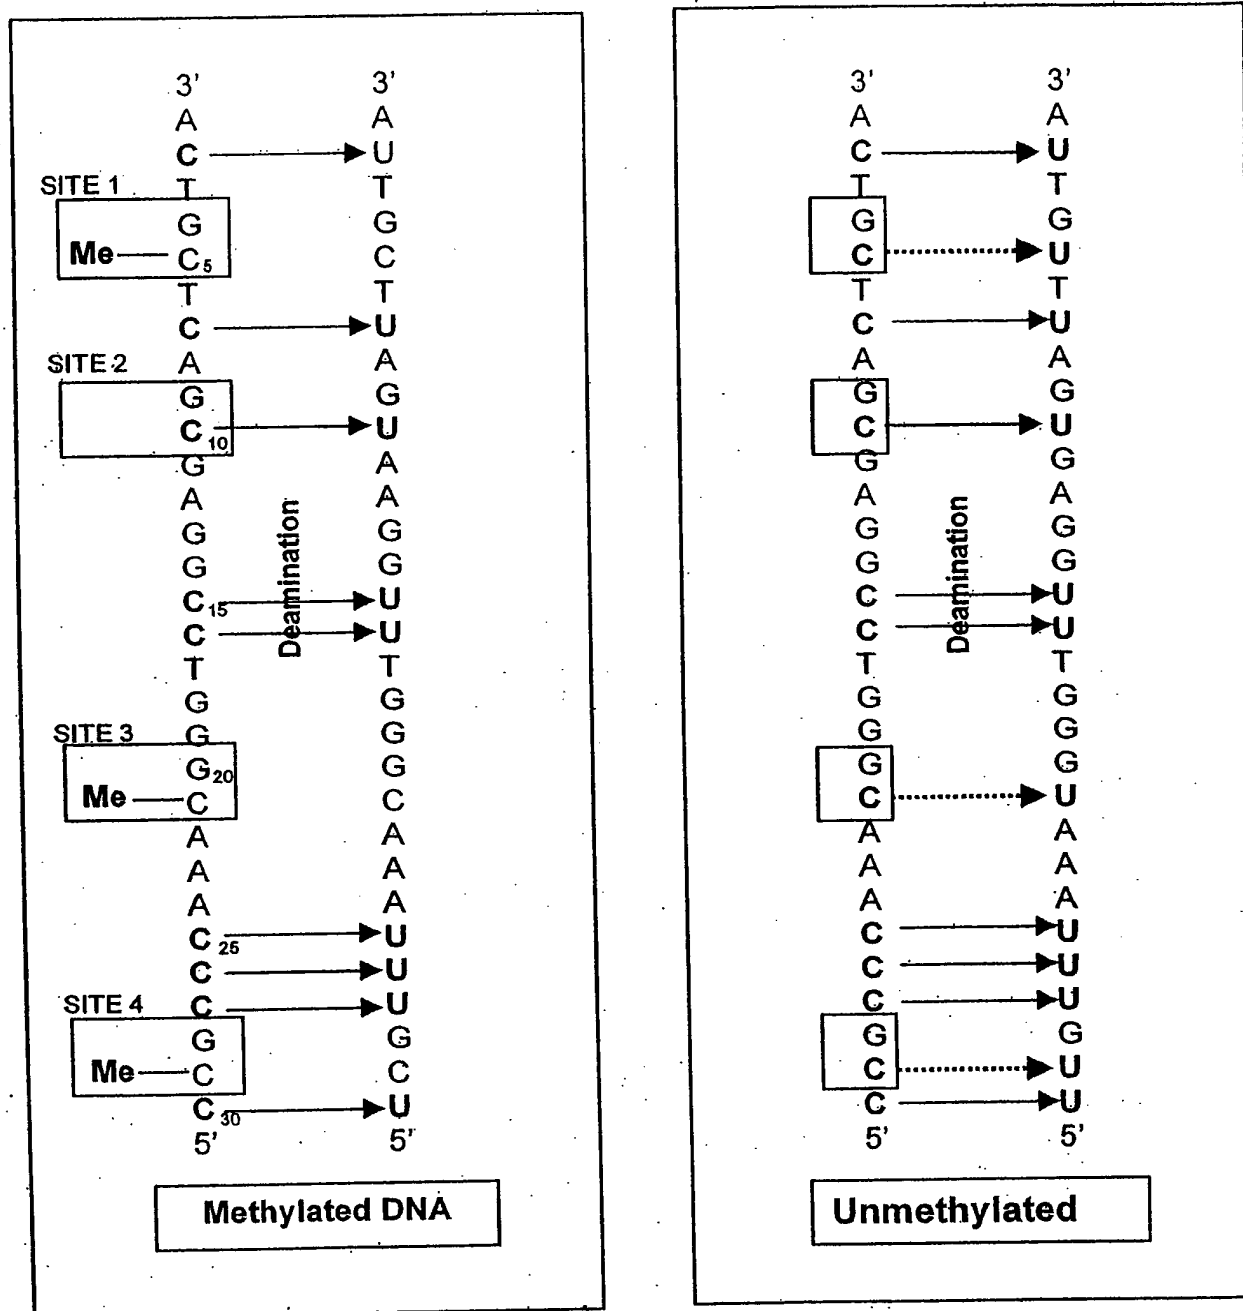 3' 3'
A A
C U
SITE 1 T T
G G
Me C5 C
T T
C U
SITE 2 A A
G G
C10 U
G A
A A
G G
G G
C15 U
C U
T T
G G
SITE 3 G G
G20 G
Me C C
A A
A A
A A
C25 U
C U
SITE 4 C U
G G
Me C C
C30 U
5' 5'
Deamination
Methylated DNA
3' 3'
A A
C U
T T
G G
C U
T T
C U
A A
G G
C U
G G
A A
G G
G G
C U
C U
T T
G G
G G
G G
C U
A A
A A
A A
C U
C U
C U
G G
C U
C U
5' 5'
Deamination
Unmethylated